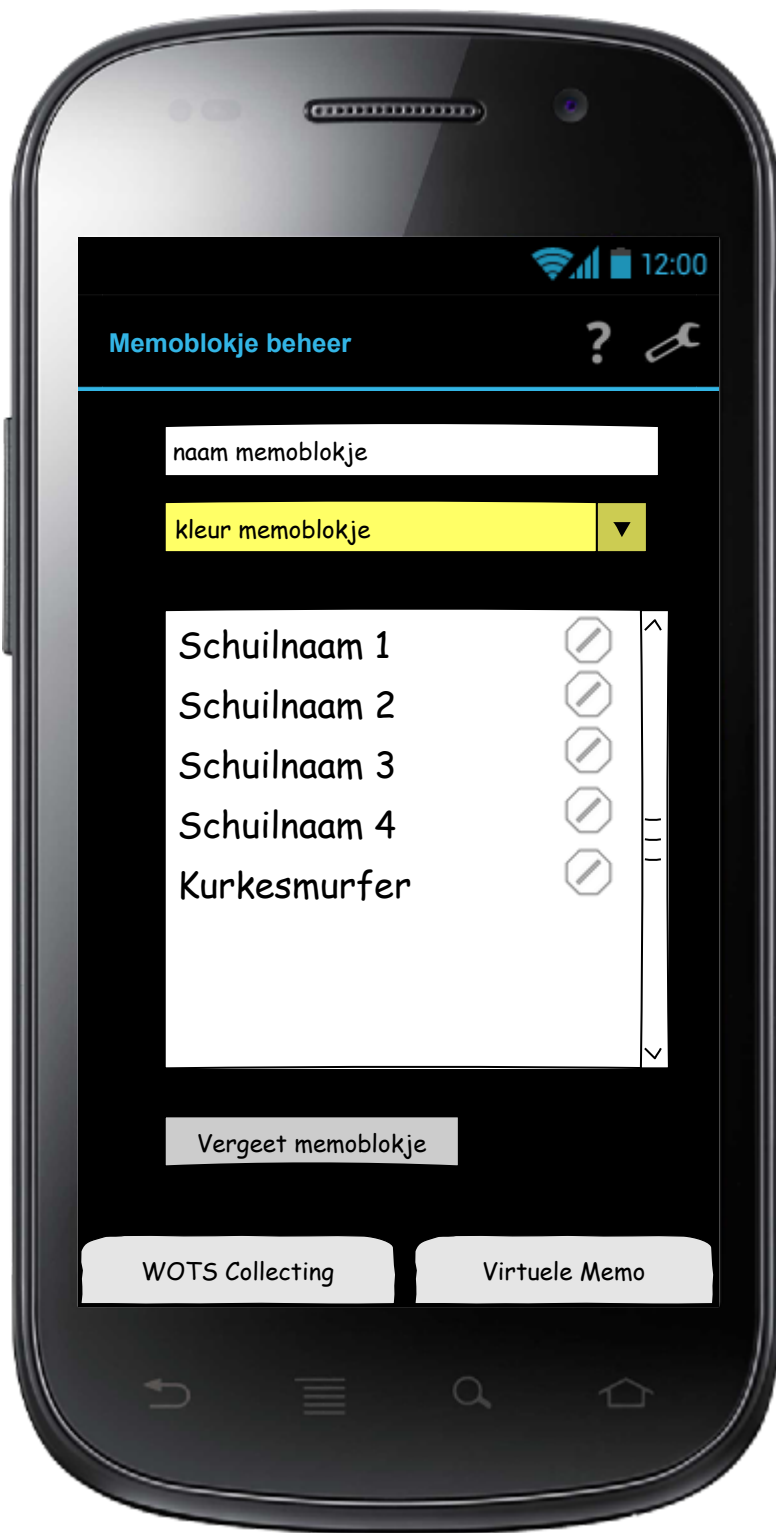 12:00
Memoblokje beheer ?
naam memoblokje
kleur memoblokje
Schuilnaam 1
Schuilnaam 2
Schuilnaam 3
Schuilnaam 4
Kurkesmurfer
Vergeet memoblokje
WOTS Collecting Virtuele Memo